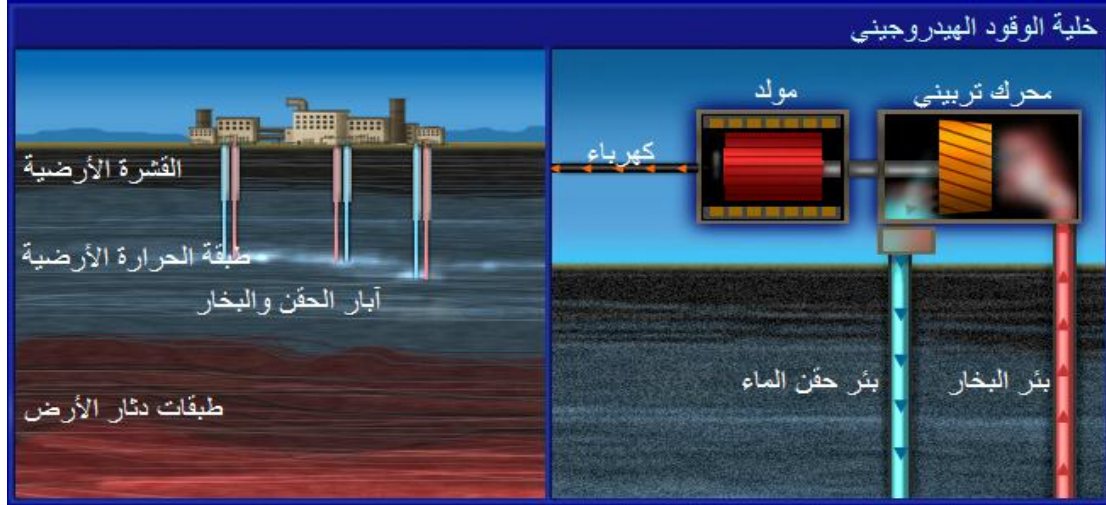 خلية الوقود الهيدروجيني
محرك تربيني
مولد
كهرباء
بئر البخار
بئر حقن الماء
القشرة الأرضية
طبقة الحرارة الأرضية
آبار الحقن والبخار
طبقات دثار الأرض